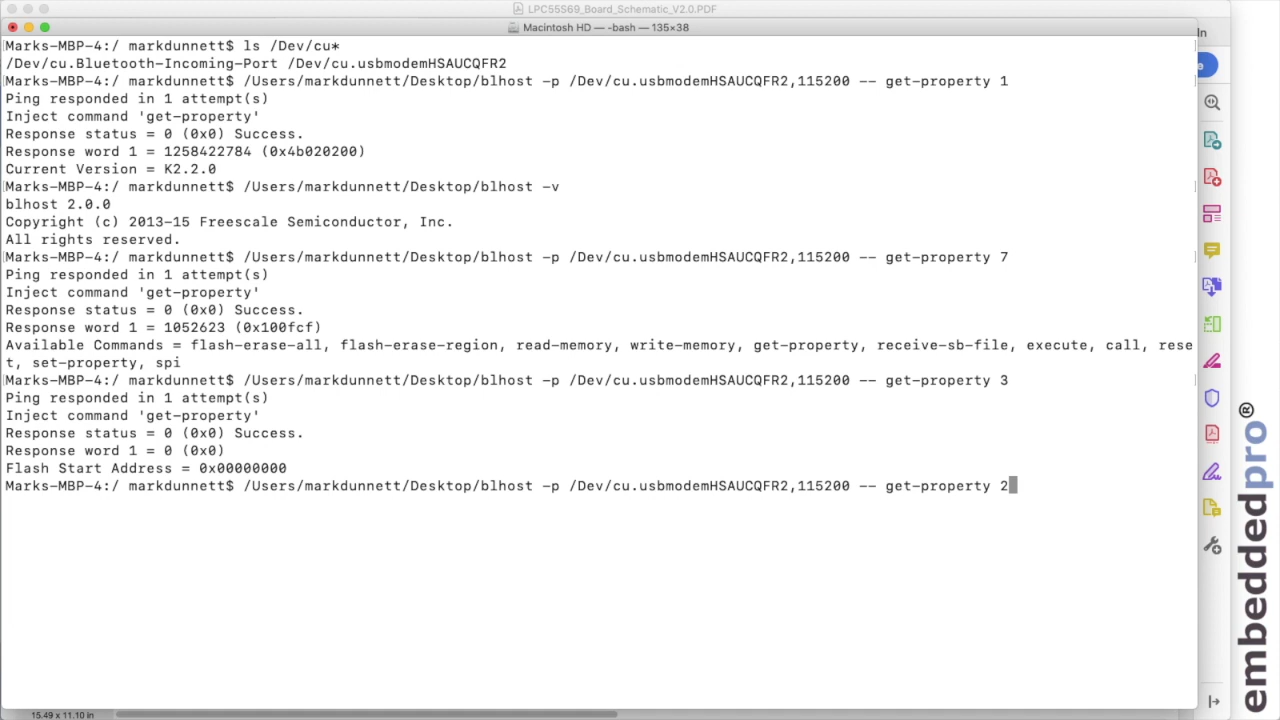 LPC55S69_Board_Schematic_V2.0.PDF
Macintosh HD — -bash — 135×38
Marks-MBP-4:/ markdunnett$ ls /Dev/cu*
/Dev/cu.Bluetooth-Incoming-Port /Dev/cu.usbmodemHSAUCQFR2
Marks-MBP-4:/ markdunnett$ /Users/markdunnett/Desktop/blhost -p /Dev/cu.usbmodemHSAUCQFR2,115200 -- get-property 1
Ping responded in 1 attempt(s)
Inject command 'get-property'
Response status = 0 (0x0) Success.
Response word 1 = 1258422784 (0x4b020200)
Current Version = K2.2.0
Marks-MBP-4:/ markdunnett$ /Users/markdunnett/Desktop/blhost -v
blhost 2.0.0
Copyright (c) 2013-15 Freescale Semiconductor, Inc.
All rights reserved.
Marks-MBP-4:/ markdunnett$ /Users/markdunnett/Desktop/blhost -p /Dev/cu.usbmodemHSAUCQFR2,115200 -- get-property 7
Ping responded in 1 attempt(s)
Inject command 'get-property'
Response status = 0 (0x0) Success.
Response word 1 = 1052623 (0x100fcf)
Available Commands = flash-erase-all, flash-erase-region, read-memory, write-memory, get-property, receive-sb-file, execute, call, rese
t, set-property, spi
Marks-MBP-4:/ markdunnett$ /Users/markdunnett/Desktop/blhost -p /Dev/cu.usbmodemHSAUCQFR2,115200 -- get-property 3
Ping responded in 1 attempt(s)
Inject command 'get-property'
Response status = 0 (0x0) Success.
Response word 1 = 0 (0x0)
Flash Start Address = 0x00000000
Marks-MBP-4:/ markdunnett$ /Users/markdunnett/Desktop/blhost -p /Dev/cu.usbmodemHSAUCQFR2,115200 -- get-property 2
15.49 x 11.10 in
embeddedpro®